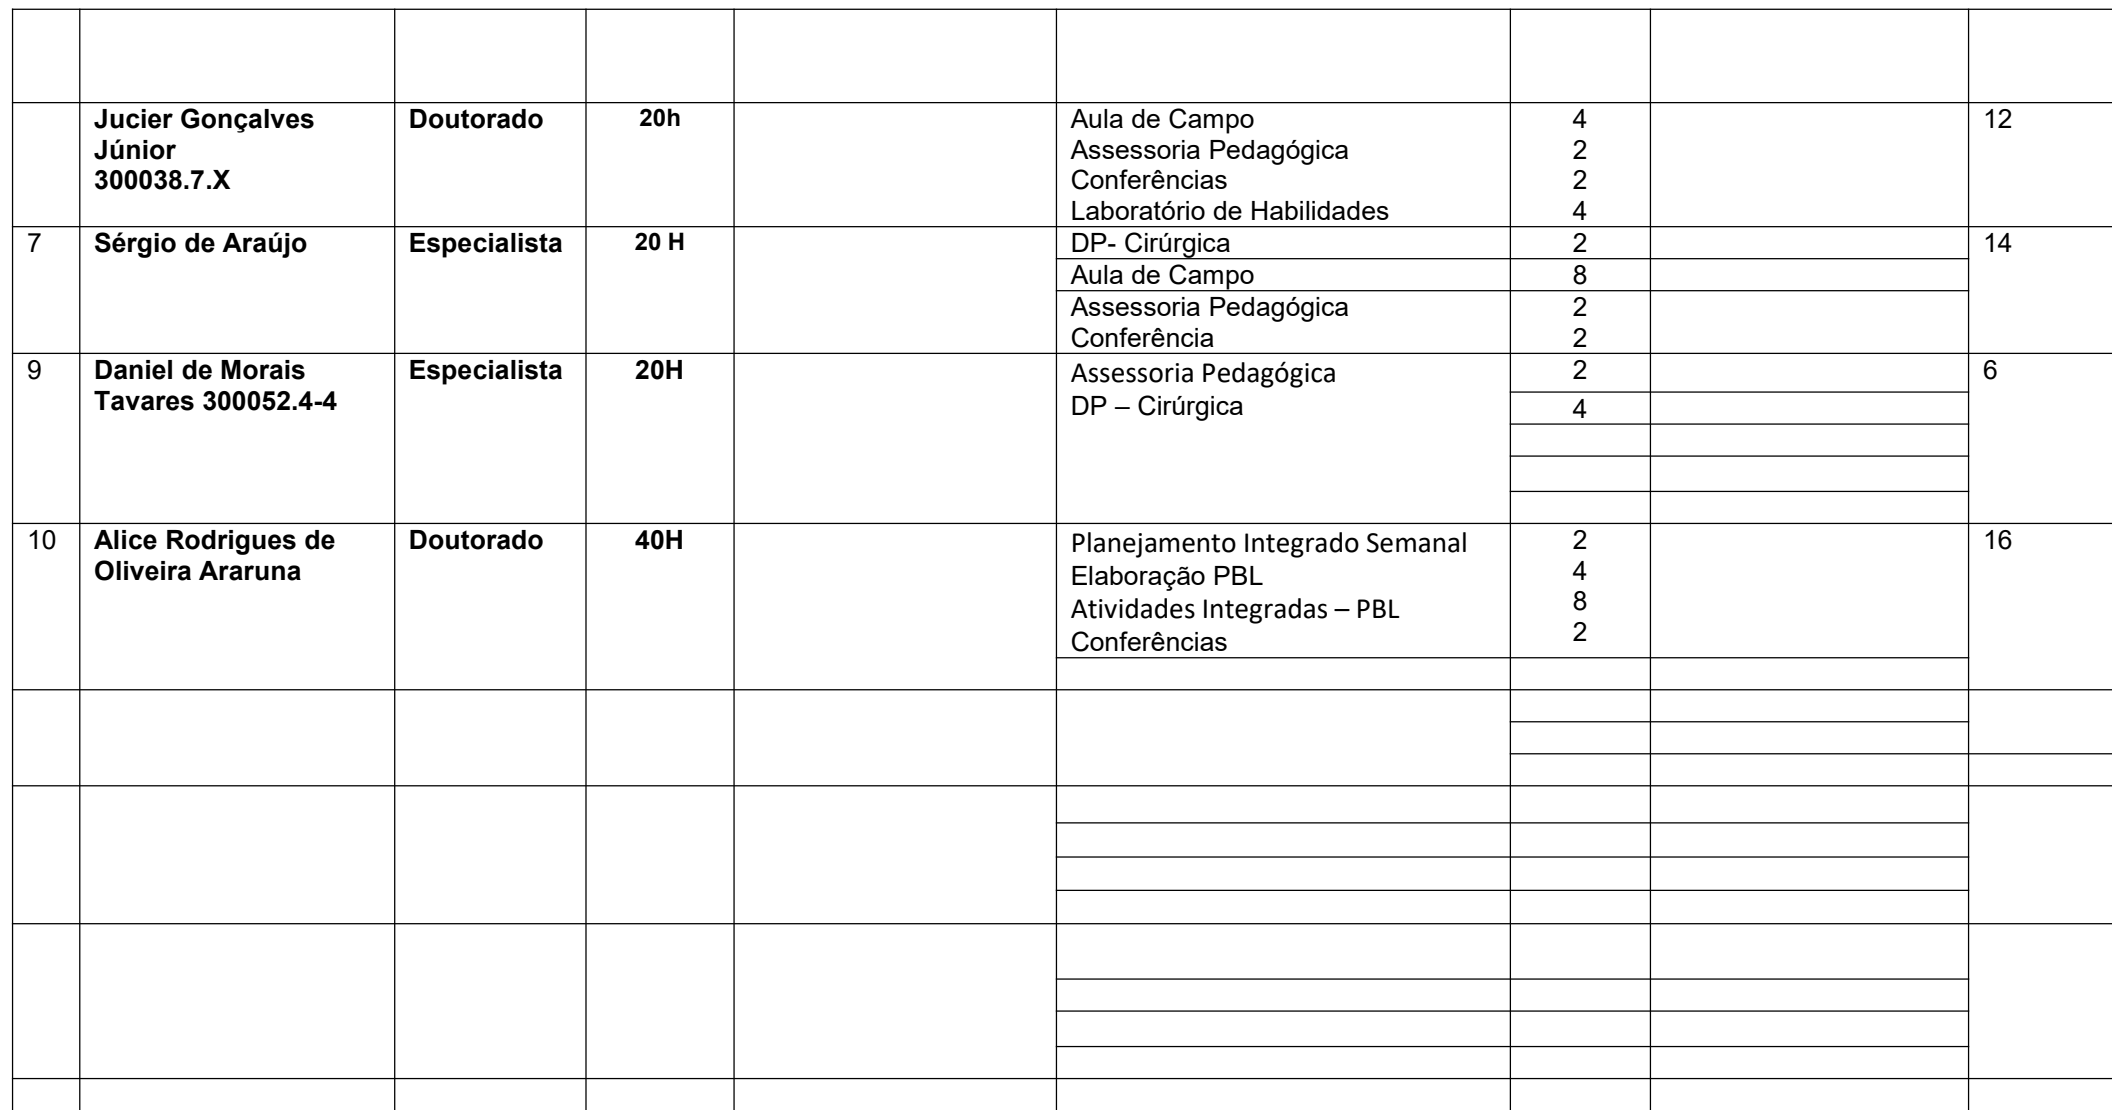 Jucier Gonçalves Doutorado 20h Aula de Campo 4 12
Júnior Assessoria Pedagógica 2
300038.7.X Conferências 2
Laboratório de Habilidades 4
7 Sérgio de Araújo Especialista 20 H DP- Cirúrgica 2 14
Aula de Campo 8
Assessoria Pedagógica 2
Conferência 2
9 Daniel de Morais Especialista 20H Assessoria Pedagógica 2 6
Tavares 300052.4-4 DP – Cirúrgica 4
10 Alice Rodrigues de Doutorado 40H Planejamento Integrado Semanal 2 16
Oliveira Araruna Elaboração PBL 4
Atividades Integradas – PBL 8
Conferências 2